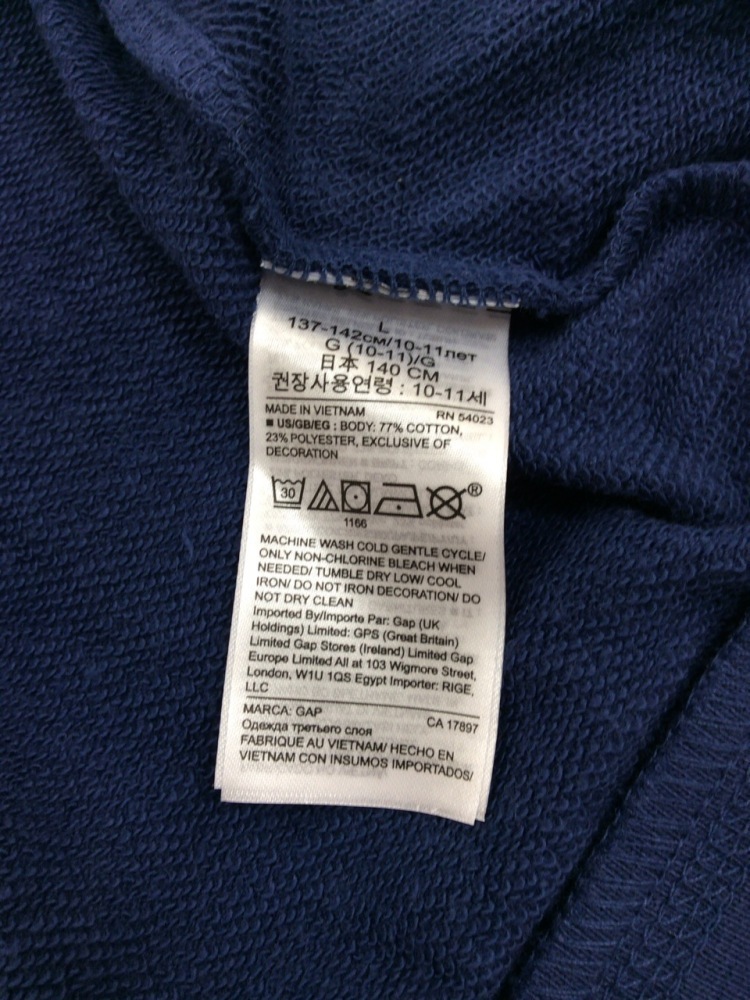 L
137-142см/10-11лет
G (10-11)/G
日本 140 CM
권장사용연령 : 10-11세
MADE IN VIETNAM RN 54023
■ US/GB/EG : BODY: 77% COTTON,
23% POLYESTER, EXCLUSIVE OF
DECORATION
30
®
1166
MACHINE WASH COLD GENTLE CYCLE/
ONLY NON-CHLORINE BLEACH WHEN
NEEDED/ TUMBLE DRY LOW/ COOL
IRON/ DO NOT IRON DECORATION/ DO
NOT DRY CLEAN
Imported By/Importe Par: Gap (UK
Holdings) Limited: GPS (Great Britain)
Limited Gap Stores (Ireland) Limited Gap
Europe Limited All at 103 Wigmore Street,
London, W1U 1QS Egypt Importer: RIGE,
LLC
MARCA: GAP CA 17897
Одежда третьего слоя
FABRIQUE AU VIETNAM/ HECHO EN
VIETNAM CON INSUMOS IMPORTADOS/